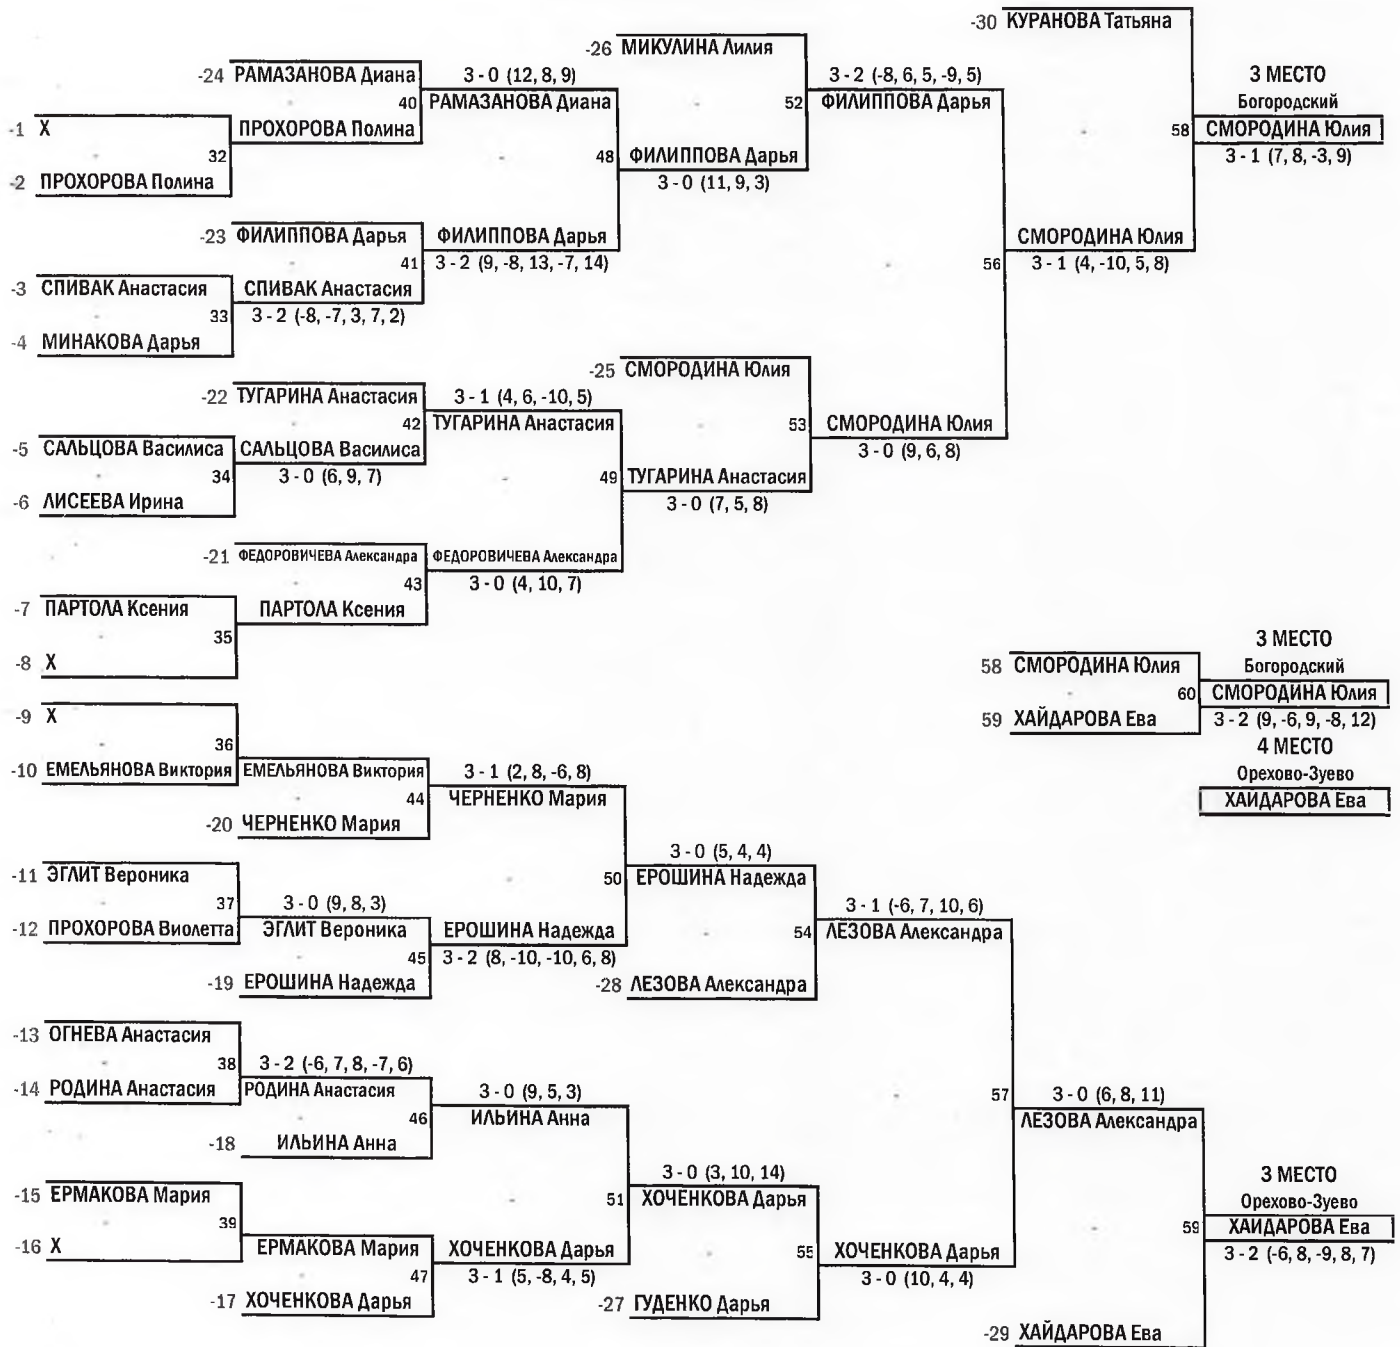 -30 КУРАНОВА Татьяна
-26 МИКУЛИНА Лилия
-24 РАМАЗАНОВА Диана
3 - 0 (12, 8, 9)
3 - 2 (-8, 6, 5, -9, 5)
3 МЕСТО
40 РАМАЗАНОВА Диана
52 ФИЛИППОВА Дарья
Богородский
-1 X
ПРОХОРОВА Полина
58 СМОРОДИНА Юлия
32
48 ФИЛИППОВА Дарья
3 - 1 (7, 8, -3, 9)
-2 ПРОХОРОВА Полина
3 - 0 (11, 9, 3)
-23 ФИЛИППОВА Дарья
ФИЛИППОВА Дарья
СМОРОДИНА Юлия
41 3 - 2 (9, -8, 13, -7, 14)
56 3 - 1 (4, -10, 5, 8)
-3 СПИВАК Анастасия
СПИВАК Анастасия
33 3 - 2 (-8, -7, 3, 7, 2)
-4 МИНАКОВА Дарья
-25 СМОРОДИНА Юлия
-22 ТУГАРИНА Анастасия
3 - 1 (4, 6, -10, 5)
42 ТУГАРИНА Анастасия
53 СМОРОДИНА Юлия
-5 САЛЬЦОВА Василиса
САЛЬЦОВА Василиса
3 - 0 (9, 6, 8)
34 3 - 0 (6, 9, 7)
49 ТУГАРИНА Анастасия
-6 ЛИСЕЕВА Ирина
3 - 0 (7, 5, 8)
-21 ФЕДОРОВИЧЕВА Александра
ФЕДОРОВИЧЕВА Александра
43 3 - 0 (4, 10, 7)
-7 ПАРТОЛА Ксения
ПАРТОЛА Ксения
35
3 МЕСТО
-8 X
58 СМОРОДИНА Юлия
Богородский
60 СМОРОДИНА Юлия
-9 X
59 ХАЙДАРОВА Ева
3 - 2 (9, -6, 9, -8, 12)
36
4 МЕСТО
-10 ЕМЕЛЬЯНОВА Виктория
ЕМЕЛЬЯНОВА Виктория
3 - 1 (2, 8, -6, 8)
Орехово-Зуево
44 ЧЕРНЕНКО Мария
ХАЙДАРОВА Ева
-20 ЧЕРНЕНКО Мария
3 - 0 (5, 4, 4)
-11 ЭГЛИТ Вероника
50 ЕРОШИНА Надежда
37 3 - 0 (9, 8, 3)
3 - 1 (-6, 7, 10, 6)
-12 ПРОХОРОВА Виолетта
ЭГЛИТ Вероника
ЕРОШИНА Надежда
54 ЛЕЗОВА Александра
45 3 - 2 (8, -10, -10, 6, 8)
-19 ЕРОШИНА Надежда
-28 ЛЕЗОВА Александра
-13 ОГНЕВА Анастасия
38 3 - 2 (-6, 7, 8, -7, 6)
-14 РОДИНА Анастасия
РОДИНА Анастасия
3 - 0 (9, 5, 3)
57 3 - 0 (6, 8, 11)
46 ИЛЬИНА Анна
ЛЕЗОВА Александра
-18 ИЛЬИНА Анна
3 - 0 (3, 10, 14)
3 МЕСТО
-15 ЕРМАКОВА Мария
51 ХОЧЕНКОВА Дарья
Орехово-Зуево
39
59 ХАЙДАРОВА Ева
-16 X
ЕРМАКОВА Мария
ХОЧЕНКОВА Дарья
55 ХОЧЕНКОВА Дарья
3 - 2 (-6, 8, -9, 8, 7)
47 3 - 1 (5, -8, 4, 5)
3 - 0 (10, 4, 4)
-17 ХОЧЕНКОВА Дарья
-27 ГУДЕНКО Дарья
-29 ХАЙДАРОВА Ева